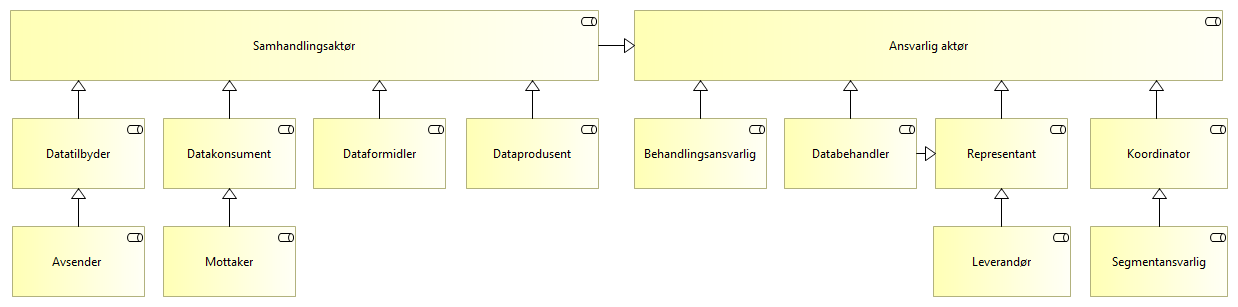 Samhandlingsaktør
Ansvarlig aktør
Datatilbyder
Datakonsument
Dataformidler
Dataprodusent
Behandlingsansvarlig
Databehandler
Representant
Koordinator
Avsender
Mottaker
Leverandør
Segmentansvarlig